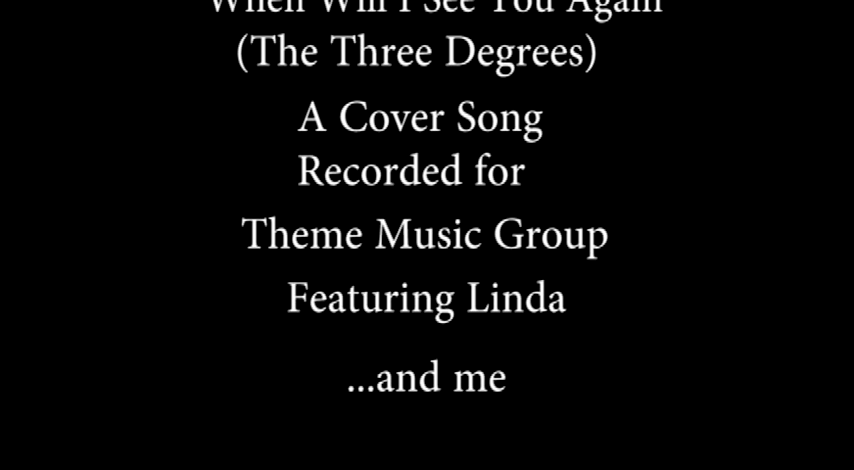 When Will I See You Again
(The Three Degrees)
A Cover Song
Recorded for
Theme Music Group
Featuring Linda
...and me